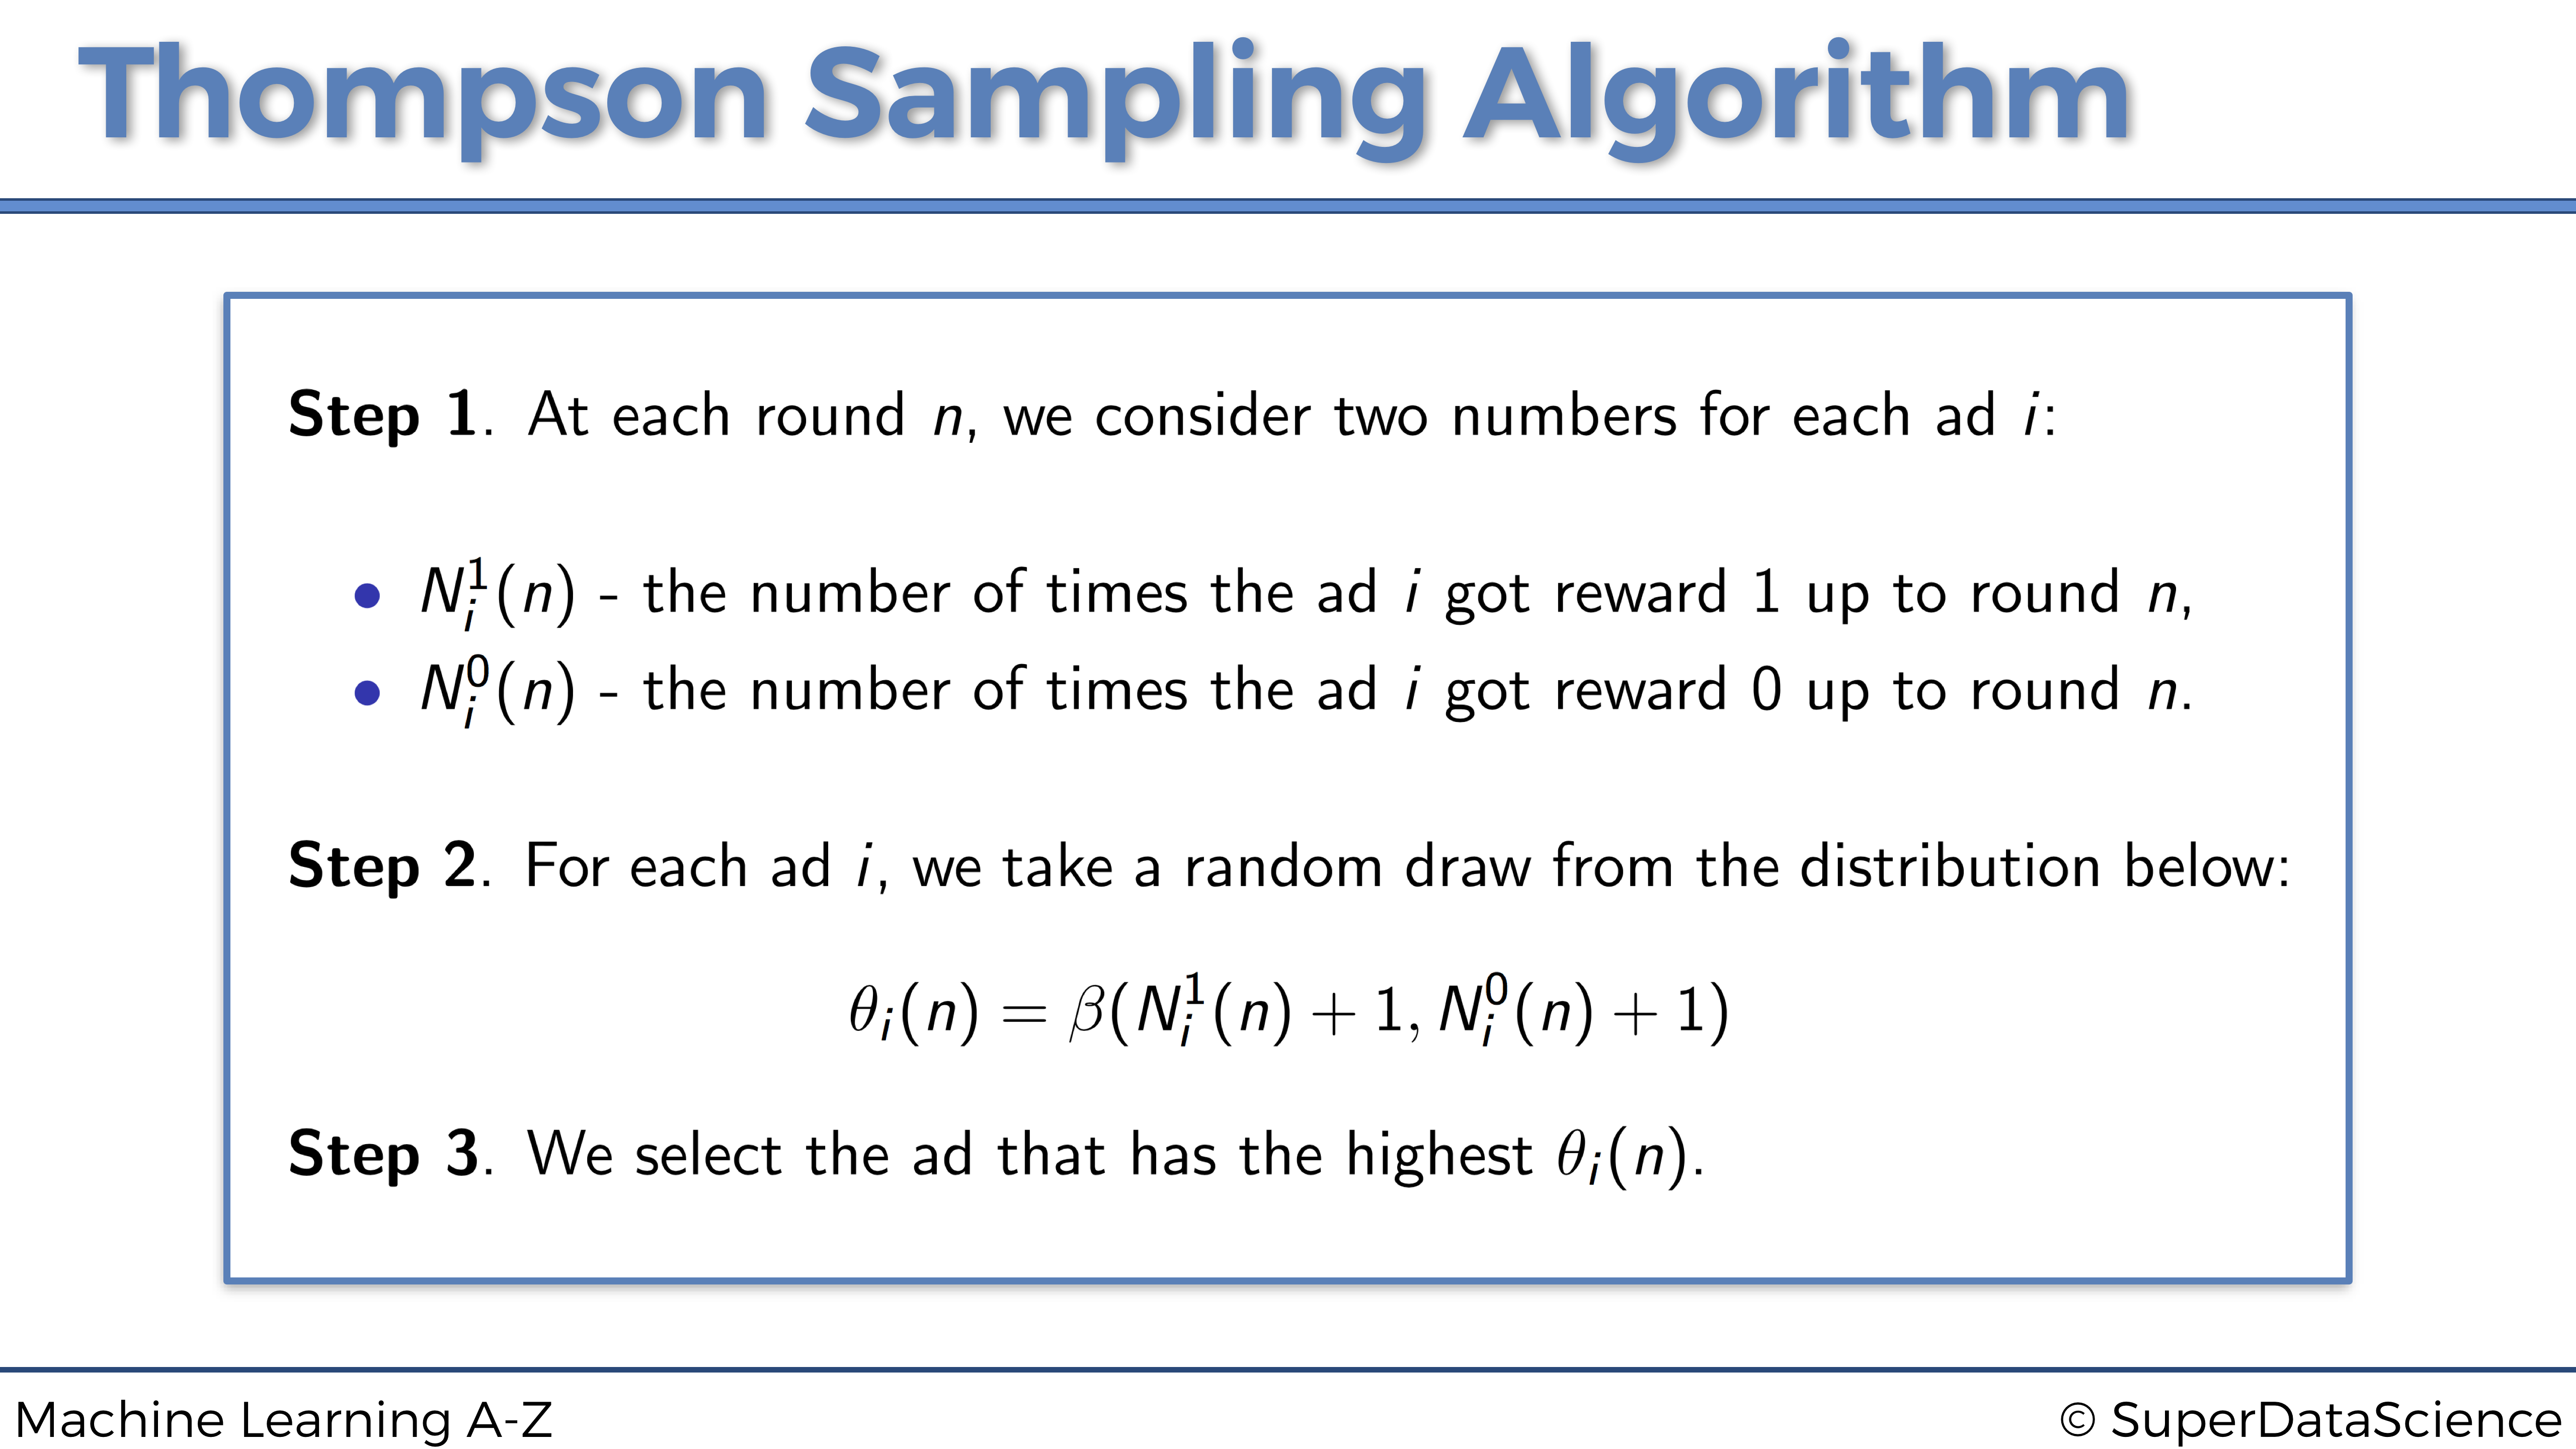 Thompson Sampling Algorithm
Step 1. At each round n, we consider two numbers for each ad i:
• N_i^1(n) - the number of times the ad i got reward 1 up to round n,
• N_i^0(n) - the number of times the ad i got reward 0 up to round n.
Step 2. For each ad i, we take a random draw from the distribution below:
θ_i(n) = β(N_i^1(n) + 1, N_i^0(n) + 1)
Step 3. We select the ad that has the highest θ_i(n).
Machine Learning A-Z
© SuperDataScience